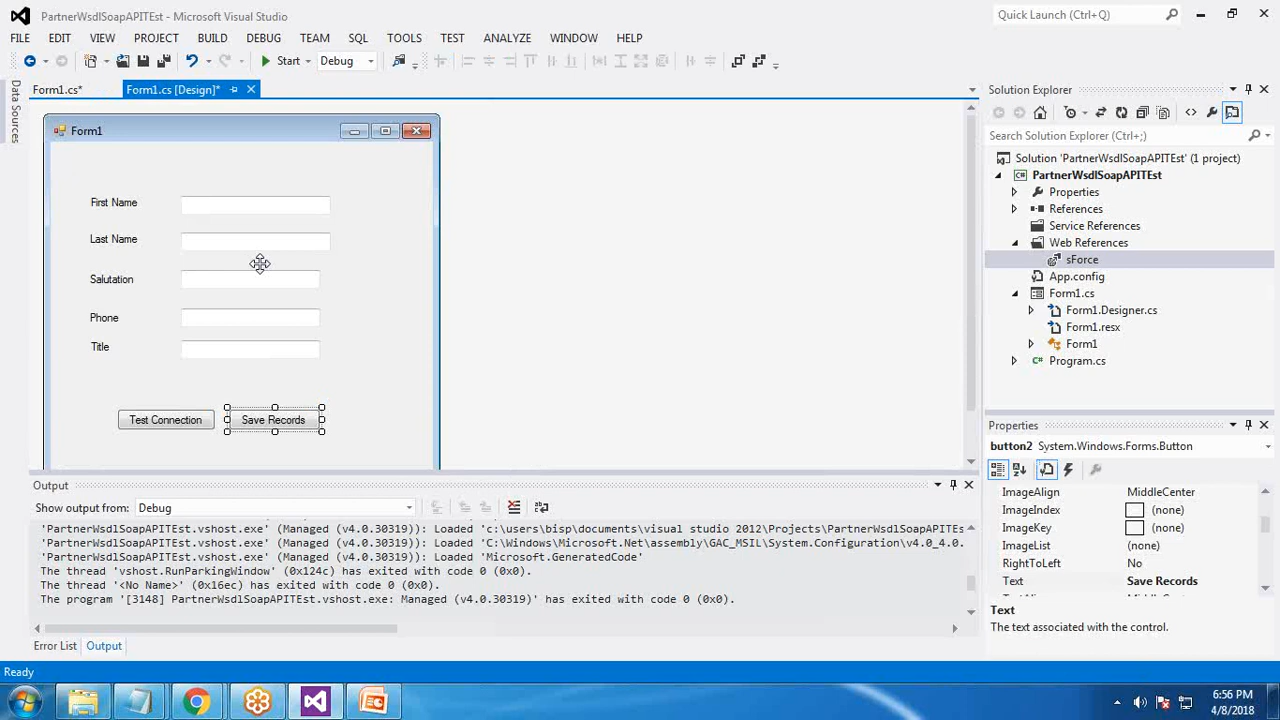 PartnerWsdlSoapAPITEst - Microsoft Visual Studio
Quick Launch (Ctrl+Q)
FILE EDIT VIEW PROJECT BUILD DEBUG TEAM SQL TOOLS TEST ANALYZE WINDOW HELP
Start Debug
Data Sources
Form1.cs* Form1.cs [Design]*
Form1
First Name
Last Name
Salutation
Phone
Title
Test Connection Save Records
Solution Explorer
Search Solution Explorer (Ctrl+;)
Solution 'PartnerWsdlSoapAPITEst' (1 project)
PartnerWsdlSoapAPITEst
Properties
References
Service References
Web References
sForce
App.config
Form1.cs
Form1.Designer.cs
Form1.resx
Form1
Program.cs
Properties
button2 System.Windows.Forms.Button
ImageAlign MiddleCenter
ImageIndex (none)
ImageKey (none)
ImageList (none)
RightToLeft No
Text Save Records
Text
The text associated with the control.
Output
Show output from: Debug
'PartnerWsdlSoapAPITEst.vshost.exe' (Managed (v4.0.30319)): Loaded 'c:\users\bisp\documents\visual studio 2012\Projects\PartnerWsdlSoapAPITEs
'PartnerWsdlSoapAPITEst.vshost.exe' (Managed (v4.0.30319)): Loaded 'C:\Windows\Microsoft.Net\assembly\GAC_MSIL\System.Configuration\v4.0_4.0.
'PartnerWsdlSoapAPITEst.vshost.exe' (Managed (v4.0.30319)): Loaded 'Microsoft.GeneratedCode'
The thread 'vshost.RunParkingWindow' (0x124c) has exited with code 0 (0x0).
The thread '<No Name>' (0x16ec) has exited with code 0 (0x0).
The program '[3148] PartnerWsdlSoapAPITEst.vshost.exe: Managed (v4.0.30319)' has exited with code 0 (0x0).
Error List Output
Ready
6:56 PM
4/8/2018